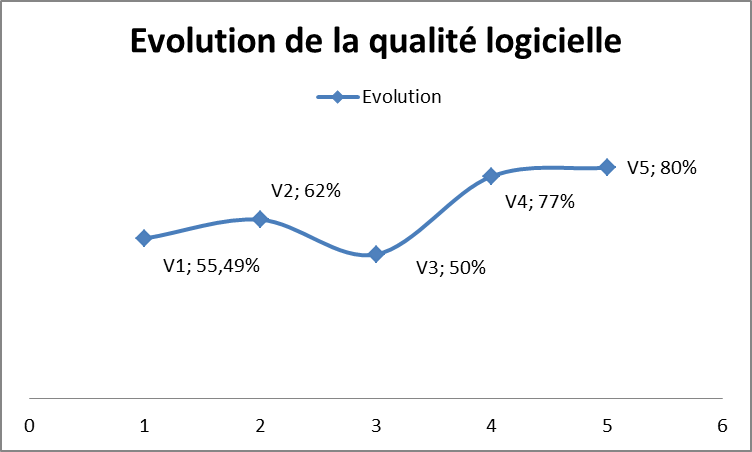 Evolution de la qualité logicielle
Evolution
V1; 55,49%
V2; 62%
V3; 50%
V4; 77%
V5; 80%
0 1 2 3 4 5 6